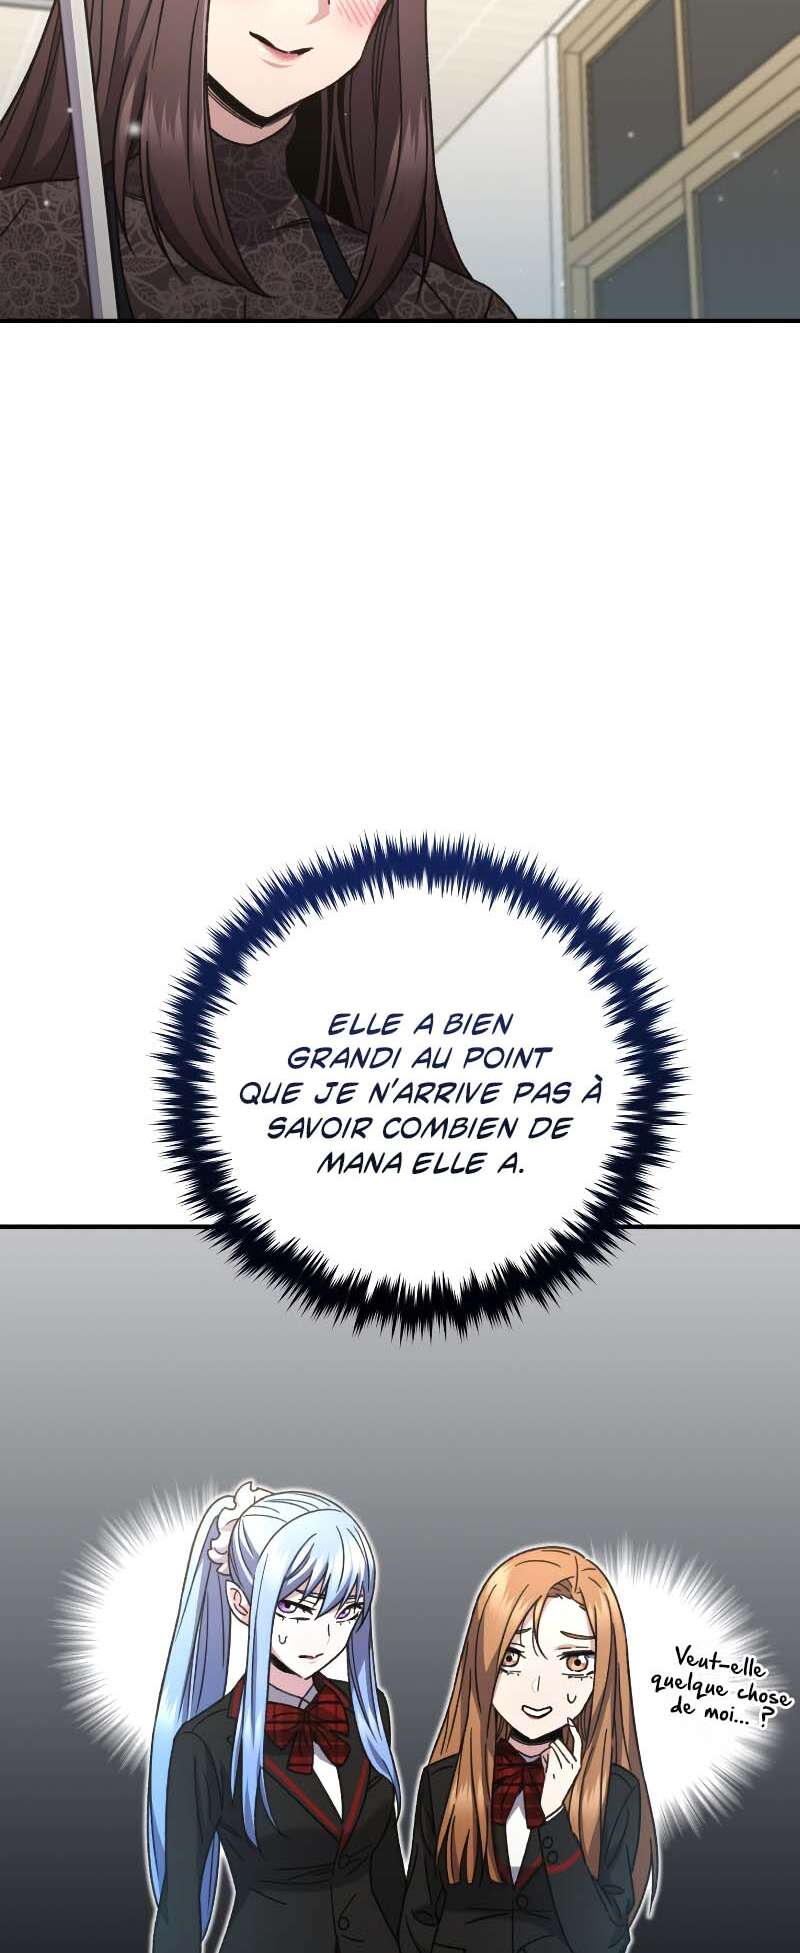 ELLE A BIEN
GRANDI AU POINT
QUE JE N'ARRIVE PAS À
SAVOIR COMBIEN DE
MANA ELLE A.
Veut-elle
quelque chose
de moi... ?